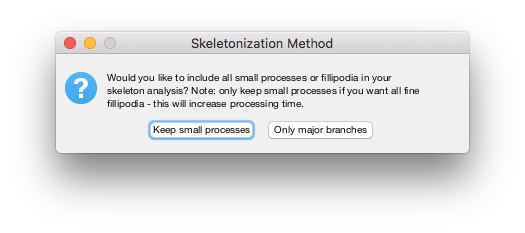 Skeletonization Method
Would you like to include all small processes or fillipodia in your
skeleton analysis? Note: only keep small processes if you want all fine
fillipodia - this will increase processing time.
Keep small processes
Only major branches